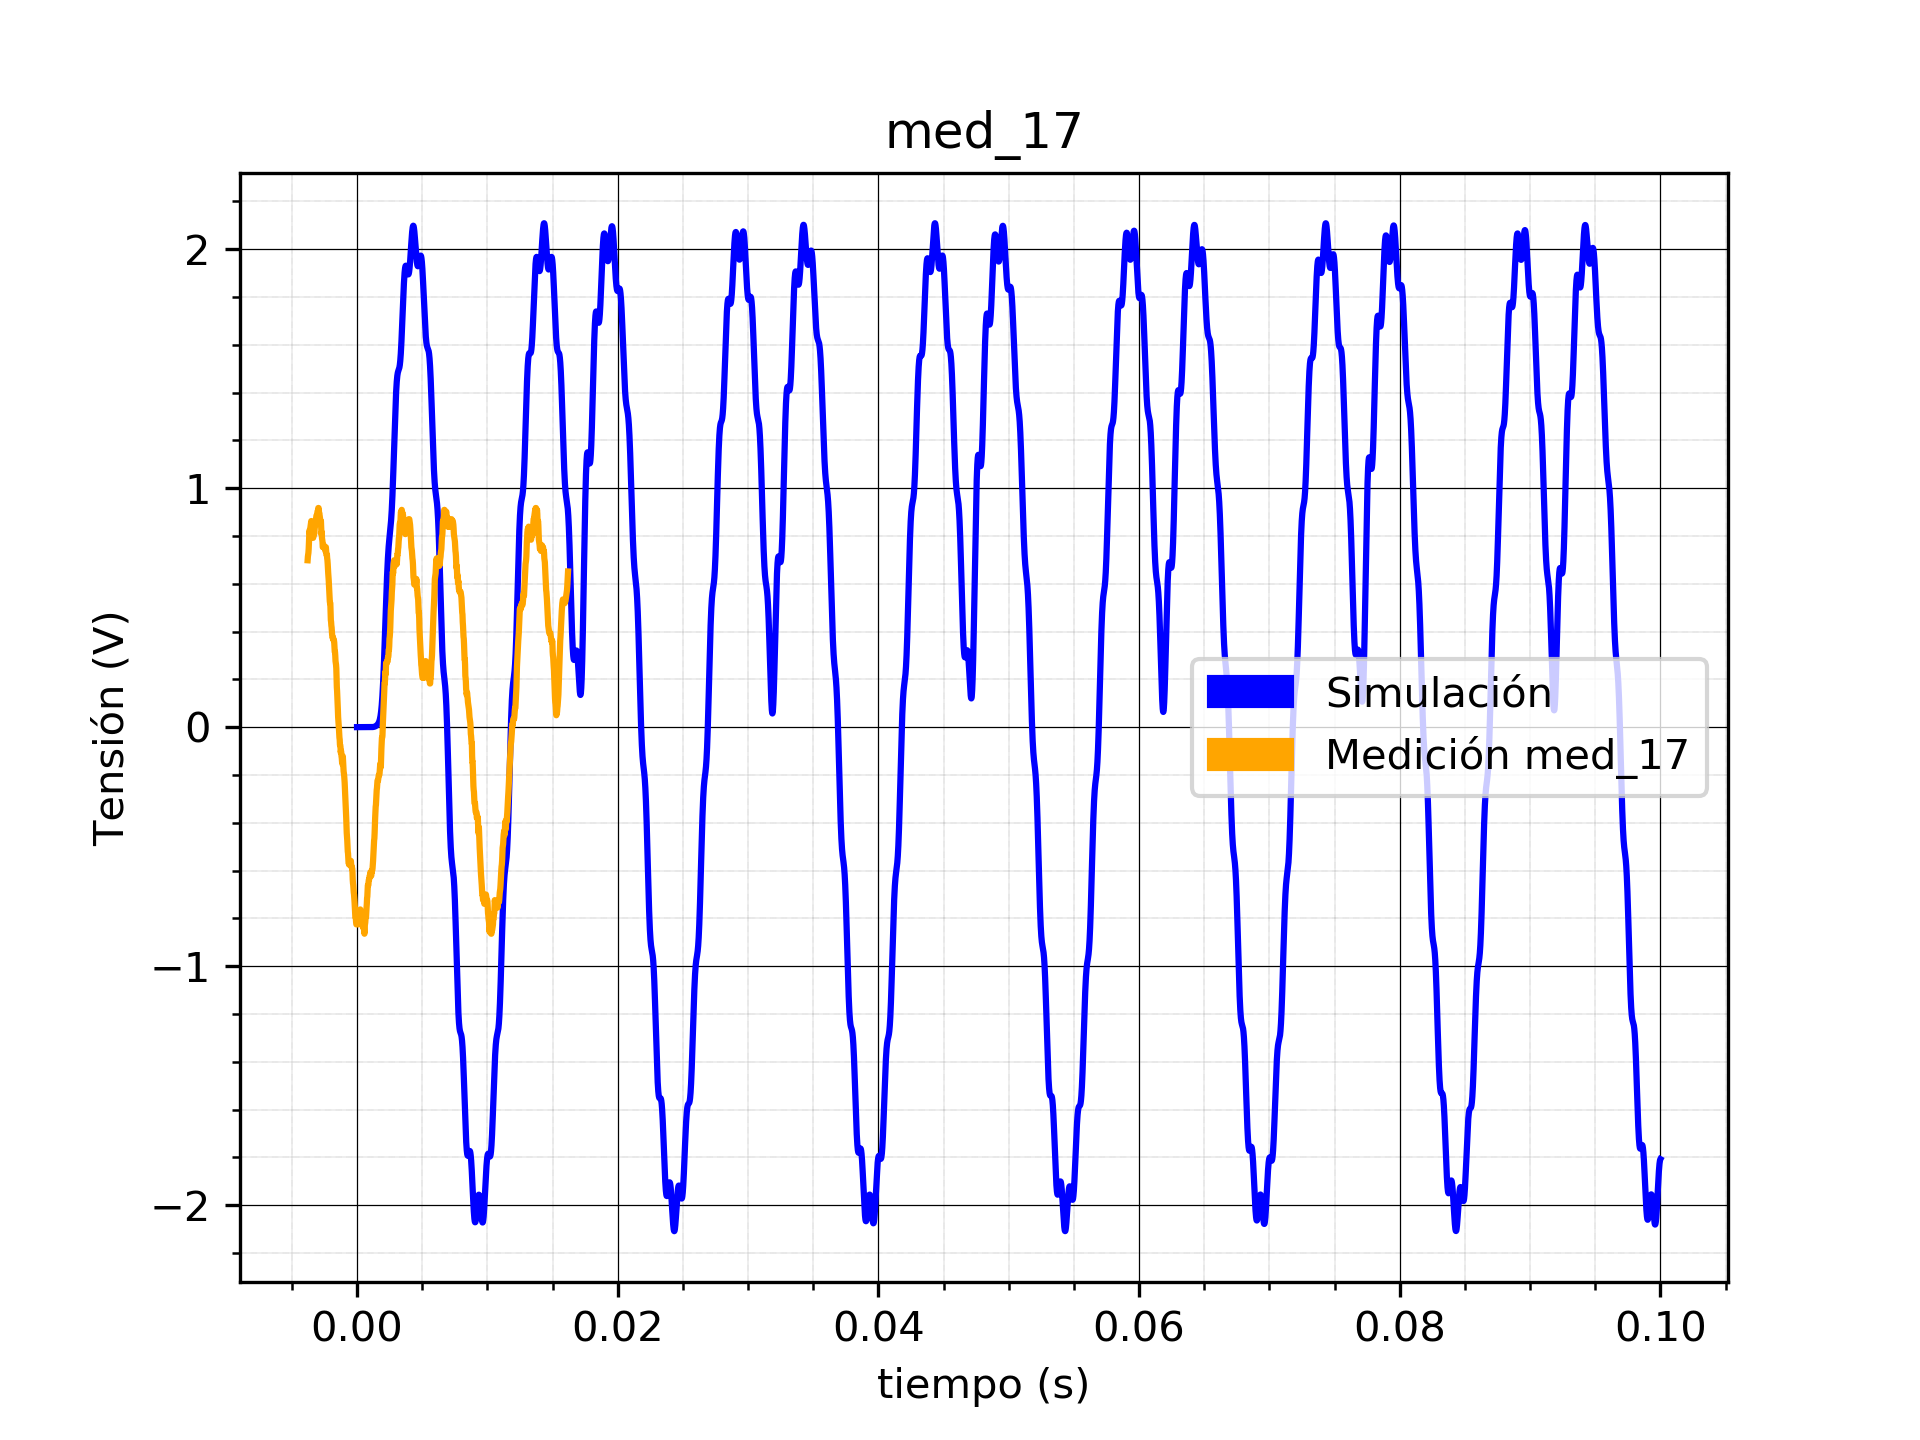 med_17
Tensión (V)
2
1
0
−1
−2
Simulación
Medición med_17
0.00 0.02 0.04 0.06 0.08 0.10
tiempo (s)